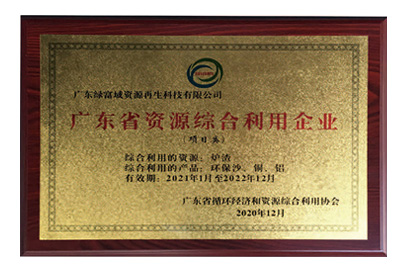 广东绿富域资源再生科技有限公司
广东省资源综合利用企业
（项目类）
综合利用的资源：炉渣
综合利用的产品：环保沙、铜、铝
有效期：2021年1月至2022年12月
广东省循环经济和资源综合利用协会
2020年12月